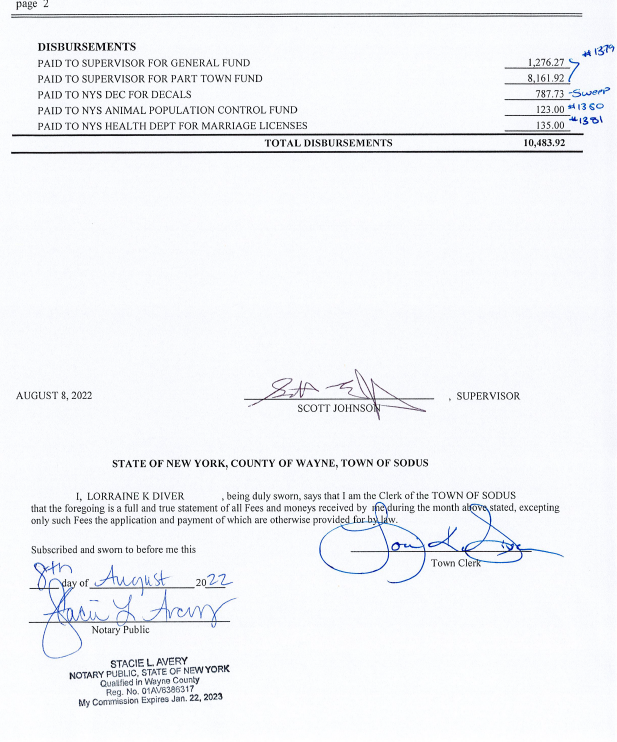 page 2
DISBURSEMENTS
PAID TO SUPERVISOR FOR GENERAL FUND 1,276.27 #1379
PAID TO SUPERVISOR FOR PART TOWN FUND 8,161.92
PAID TO NYS DEC FOR DECALS 787.73 -Sweep
PAID TO NYS ANIMAL POPULATION CONTROL FUND 123.00 #1380
PAID TO NYS HEALTH DEPT FOR MARRIAGE LICENSES 135.00 #1381
TOTAL DISBURSEMENTS 10,483.92
AUGUST 8, 2022 , SUPERVISOR
SCOTT JOHNSON
STATE OF NEW YORK, COUNTY OF WAYNE, TOWN OF SODUS
I, LORRAINE K DIVER , being duly sworn, says that I am the Clerk of the TOWN OF SODUS
that the foregoing is a full and true statement of all Fees and moneys received by me during the month above stated, excepting
only such Fees the application and payment of which are otherwise provided for by law.
Subscribed and sworn to before me this
Town Clerk
8th day of August 2022
Stacie L Avery
Notary Public
STACIE L. AVERY
NOTARY PUBLIC, STATE OF NEW YORK
Qualified in Wayne County
Reg. No. 01AV6386317
My Commission Expires Jan. 22, 2023